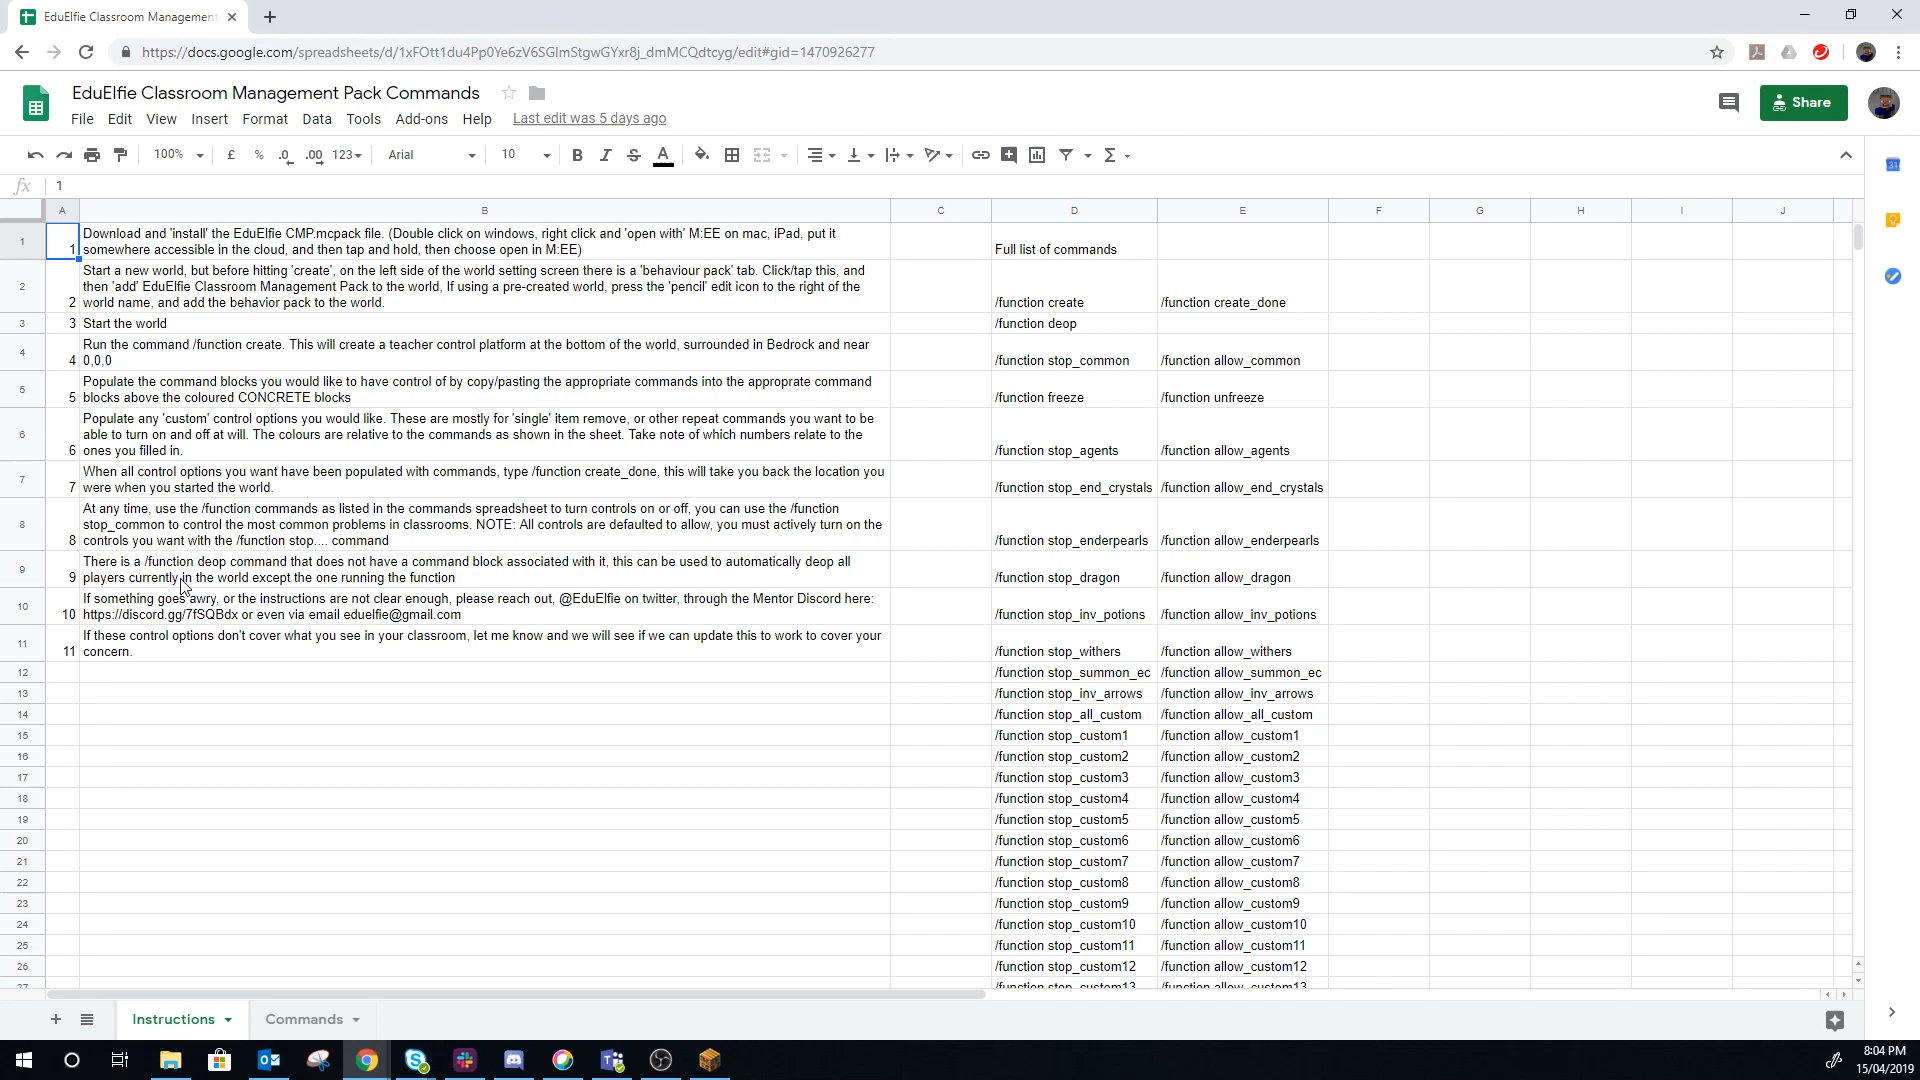 EduElfie Classroom Management
https://docs.google.com/spreadsheets/d/1xFOtt1du4Pp0Ye6zV6SGlmStgwGYxr8j_dmMCQdtcyg/edit#gid=1470926277
EduElfie Classroom Management Pack Commands
Share
File Edit View Insert Format Data Tools Add-ons Help Last edit was 5 days ago
100% £ % .0 .00 123 Arial 10 B I S A Σ
fx 1
A B C D E F G H I J
1 1 Download and 'install' the EduElfie CMP.mcpack file. (Double click on windows, right click and 'open with' M:EE on mac, iPad, put it
somewhere accessible in the cloud, and then tap and hold, then choose open in M:EE) Full list of commands
2 2 Start a new world, but before hitting 'create', on the left side of the world setting screen there is a 'behaviour pack' tab. Click/tap this, and
then 'add' EduElfie Classroom Management Pack to the world, If using a pre-created world, press the 'pencil' edit icon to the right of the
world name, and add the behavior pack to the world. /function create /function create_done
3 3 Start the world /function deop
4 4 Run the command /function create. This will create a teacher control platform at the bottom of the world, surrounded in Bedrock and near
0,0,0 /function stop_common /function allow_common
5 5 Populate the command blocks you would like to have control of by copy/pasting the appropriate commands into the approprate command
blocks above the coloured CONCRETE blocks /function freeze /function unfreeze
6 6 Populate any 'custom' control options you would like. These are mostly for 'single' item remove, or other repeat commands you want to be
able to turn on and off at will. The colours are relative to the commands as shown in the sheet. Take note of which numbers relate to the
ones you filled in. /function stop_agents /function allow_agents
7 7 When all control options you want have been populated with commands, type /function create_done, this will take you back the location you
were when you started the world. /function stop_end_crystals /function allow_end_crystals
8 8 At any time, use the /function commands as listed in the commands spreadsheet to turn controls on or off, you can use the /function
stop_common to control the most common problems in classrooms. NOTE: All controls are defaulted to allow, you must actively turn on the
controls you want with the /function stop.... command /function stop_enderpearls /function allow_enderpearls
9 9 There is a /function deop command that does not have a command block associated with it, this can be used to automatically deop all
players currently in the world except the one running the function /function stop_dragon /function allow_dragon
10 10 If something goes awry, or the instructions are not clear enough, please reach out, @EduElfie on twitter, through the Mentor Discord here:
https://discord.gg/7fSQBdx or even via email eduelfie@gmail.com /function stop_inv_potions /function allow_inv_potions
11 11 If these control options don't cover what you see in your classroom, let me know and we will see if we can update this to work to cover your
concern. /function stop_withers /function allow_withers
12 /function stop_summon_ec /function allow_summon_ec
13 /function stop_inv_arrows /function allow_inv_arrows
14 /function stop_all_custom /function allow_all_custom
15 /function stop_custom1 /function allow_custom1
16 /function stop_custom2 /function allow_custom2
17 /function stop_custom3 /function allow_custom3
18 /function stop_custom4 /function allow_custom4
19 /function stop_custom5 /function allow_custom5
20 /function stop_custom6 /function allow_custom6
21 /function stop_custom7 /function allow_custom7
22 /function stop_custom8 /function allow_custom8
23 /function stop_custom9 /function allow_custom9
24 /function stop_custom10 /function allow_custom10
25 /function stop_custom11 /function allow_custom11
26 /function stop_custom12 /function allow_custom12
27 /function stop_custom13 /function allow_custom13
Instructions Commands
8:04 PM
15/04/2019